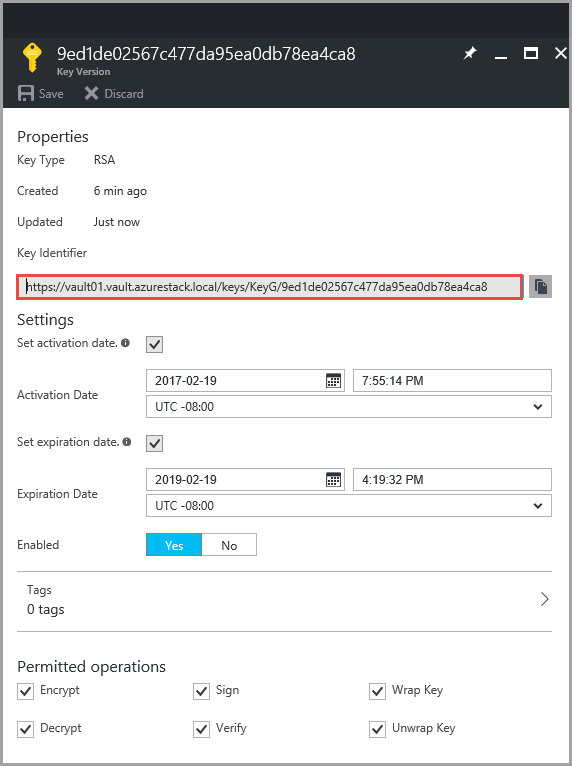 9ed1de02567c477da95ea0db78ea4ca8
Key Version
Save Discard
Properties
Key Type RSA
Created 6 min ago
Updated Just now
Key Identifier
https://vault01.vault.azurestack.local/keys/KeyG/9ed1de02567c477da95ea0db78ea4ca8
Settings
Set activation date.
2017-02-19 7:55:14 PM
Activation Date
UTC -08:00
Set expiration date.
2019-02-19 4:19:32 PM
Expiration Date
UTC -08:00
Enabled Yes No
Tags
0 tags
Permitted operations
Encrypt Sign Wrap Key
Decrypt Verify Unwrap Key